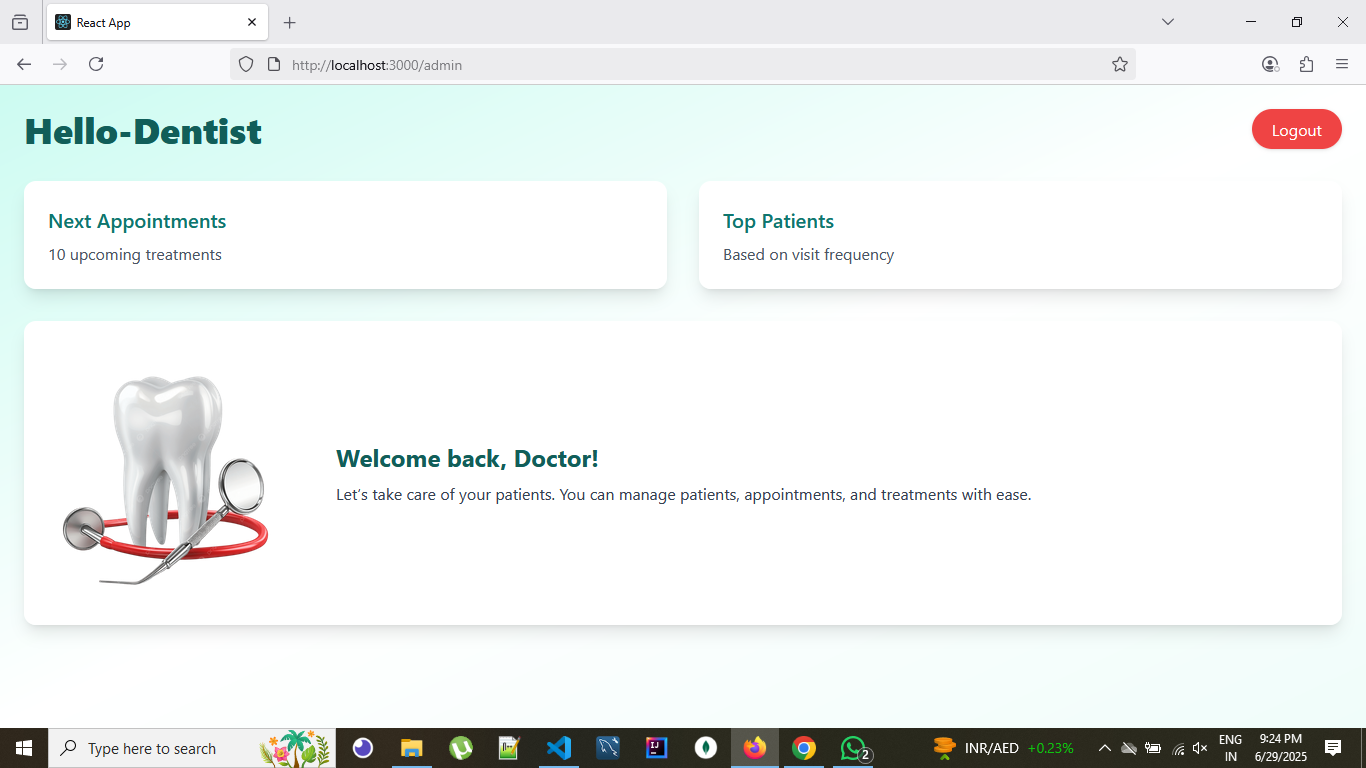 React App
http://localhost:3000/admin
Hello-Dentist
Logout
Next Appointments
10 upcoming treatments
Top Patients
Based on visit frequency
Welcome back, Doctor!
Let’s take care of your patients. You can manage patients, appointments, and treatments with ease.
Type here to search
IJ
2
INR/AED +0.23%
ENG
IN
9:24 PM
6/29/2025